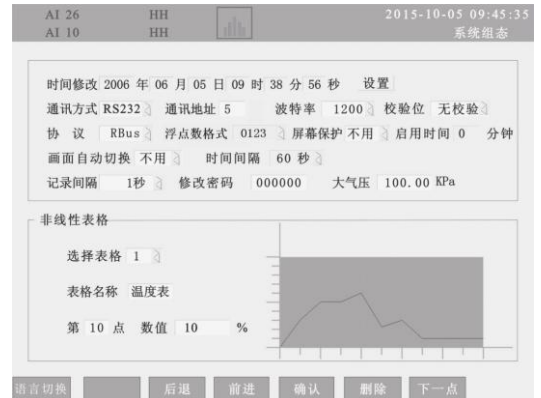 AI 26 HH 2015-10-05 09:45:35
AI 10 HH 系统组态
时间修改 2006 年 06 月 05 日 09 时 38 分 56 秒 设置
通讯方式 RS232 通讯地址 5 波特率 1200 校验位 无校验
协 议 RBus 浮点数格式 0123 屏幕保护 不用 启用时间 0 分钟
画面自动切换 不用 时间间隔 60 秒
记录间隔 1秒 修改密码 000000 大气压 100.00 KPa
非线性表格
选择表格 1
表格名称 温度表
第 10 点 数值 10 %
语言切换 后退 前进 确认 删除 下一点